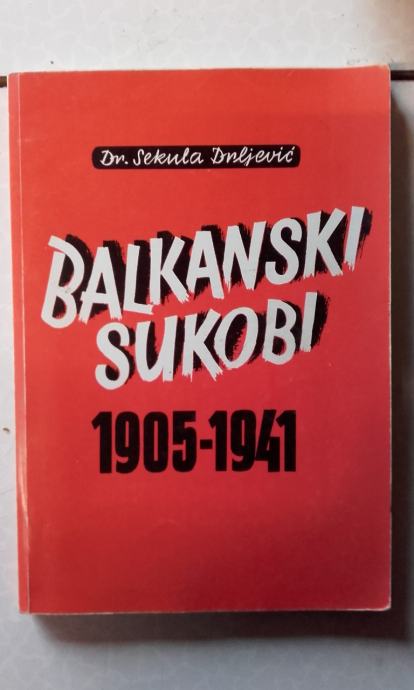 Dr. Sekula Drljević
BALKANSKI
SUKOBI
1905-1941